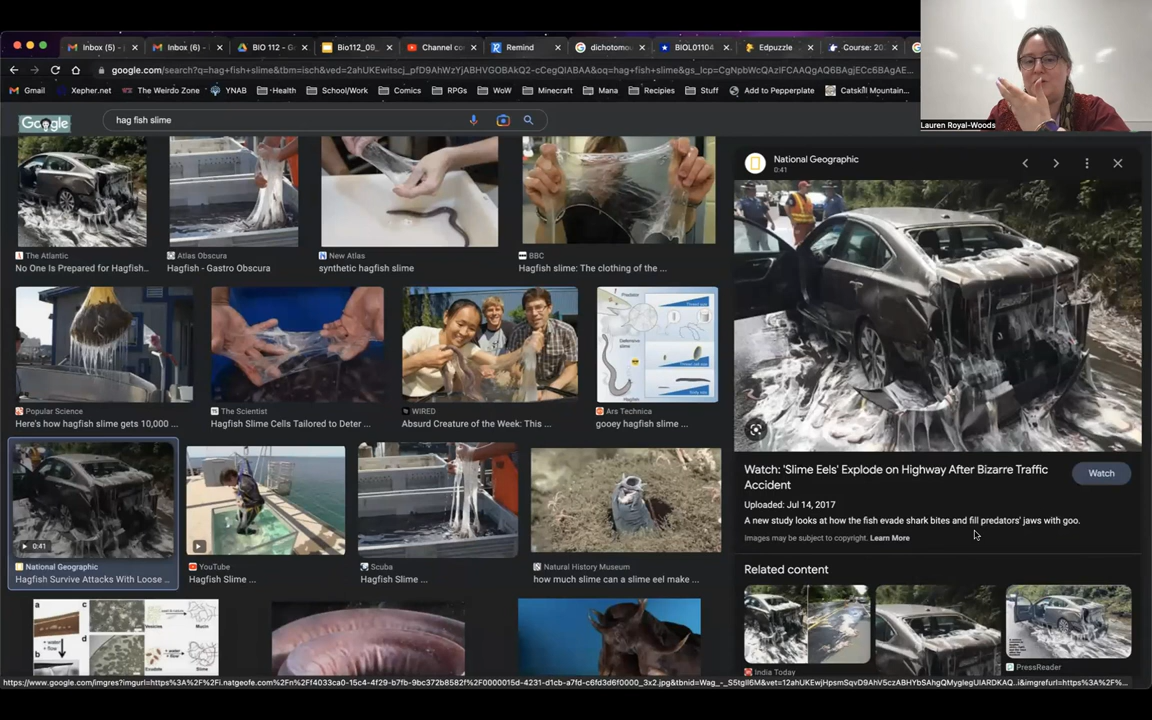 Inbox (5) -
Inbox (6) -
BIO 112 - G
Bio112_09_
Channel co
Remind
dichotomou
BIOL01104
Edpuzzle
Course: 20
google.com/search?q=hag+fish+slime&tbm=isch&ved=
Gmail
Xepher.net
The Weirdo Zone
YNAB
Health
School/Work
Comics
RPGs
WoW
Minecraft
Mana
Recipies
Stuff
Add to Pepperplate
Catskill Mountain...
Lauren Royal-Woods
Google
hag fish slime
The Atlantic
No One Is Prepared for Hagfish...
Atlas Obscura
Hagfish - Gastro Obscura
New Atlas
synthetic hagfish slime
BBC
Hagfish slime: The clothing of the ...
Popular Science
Here's how hagfish slime gets 10,000 ...
The Scientist
Hagfish Slime Cells Tailored to Deter ...
WIRED
Absurd Creature of the Week: This ...
Predator
Defensive slime
Hagfish
Ars Technica
gooey hagfish slime ...
0:41
National Geographic
Hagfish Survive Attacks With Loose ...
YouTube
Hagfish Slime ...
Scuba
Hagfish Slime ...
Natural History Museum
how much slime can a slime eel make ...
National Geographic
0:41
Watch: 'Slime Eels' Explode on Highway After Bizarre Traffic
Accident
Watch
Uploaded: Jul 14, 2017
A new study looks at how the fish evade shark bites and fill predators' jaws with goo.
Images may be subject to copyright. Learn More
Related content
India Today
PressReader